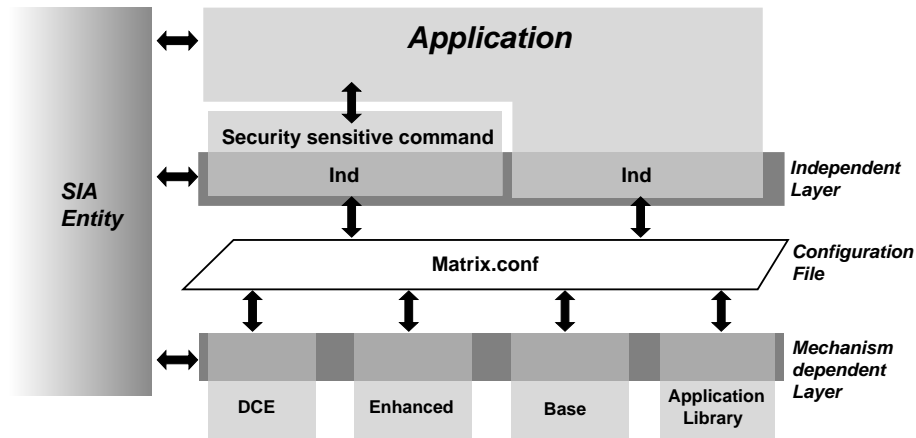 Application
Security sensitive command
Ind
Ind
Independent
Layer
SIA
Entity
Matrix.conf
Configuration
File
Mechanism
dependent
Layer
DCE
Enhanced
Base
Application
Library